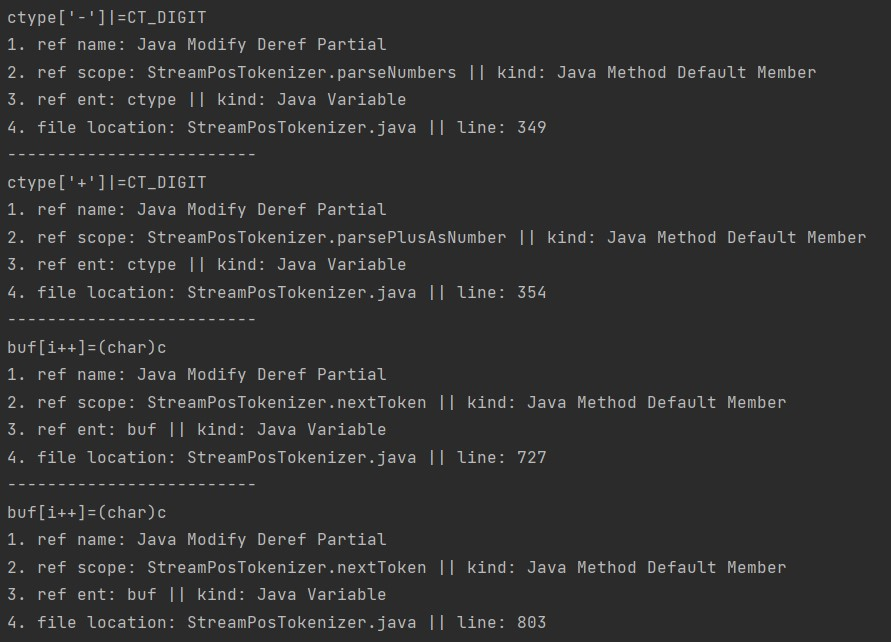 ctype['-']|=CT_DIGIT
1. ref name: Java Modify Deref Partial
2. ref scope: StreamPosTokenizer.parseNumbers || kind: Java Method Default Member
3. ref ent: ctype || kind: Java Variable
4. file location: StreamPosTokenizer.java || line: 349
-------------------------
ctype['+']|=CT_DIGIT
1. ref name: Java Modify Deref Partial
2. ref scope: StreamPosTokenizer.parsePlusAsNumber || kind: Java Method Default Member
3. ref ent: ctype || kind: Java Variable
4. file location: StreamPosTokenizer.java || line: 354
-------------------------
buf[i++]=(char)c
1. ref name: Java Modify Deref Partial
2. ref scope: StreamPosTokenizer.nextToken || kind: Java Method Default Member
3. ref ent: buf || kind: Java Variable
4. file location: StreamPosTokenizer.java || line: 727
-------------------------
buf[i++]=(char)c
1. ref name: Java Modify Deref Partial
2. ref scope: StreamPosTokenizer.nextToken || kind: Java Method Default Member
3. ref ent: buf || kind: Java Variable
4. file location: StreamPosTokenizer.java || line: 803